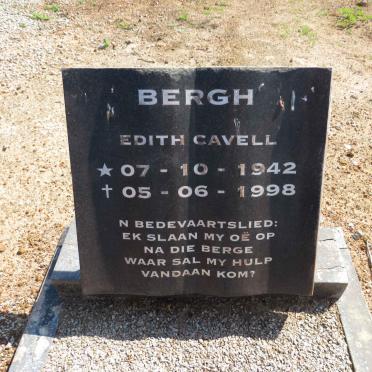 BERGH
EDITH CAVELL
★ 07 - 10 - 1942
✝ 05 - 06 - 1998
N BEDEVAARTSLIED:
EK SLAAN MY OË OP
NA DIE BERGE
WAAR SAL MY HULP
VANDAAN KOM?